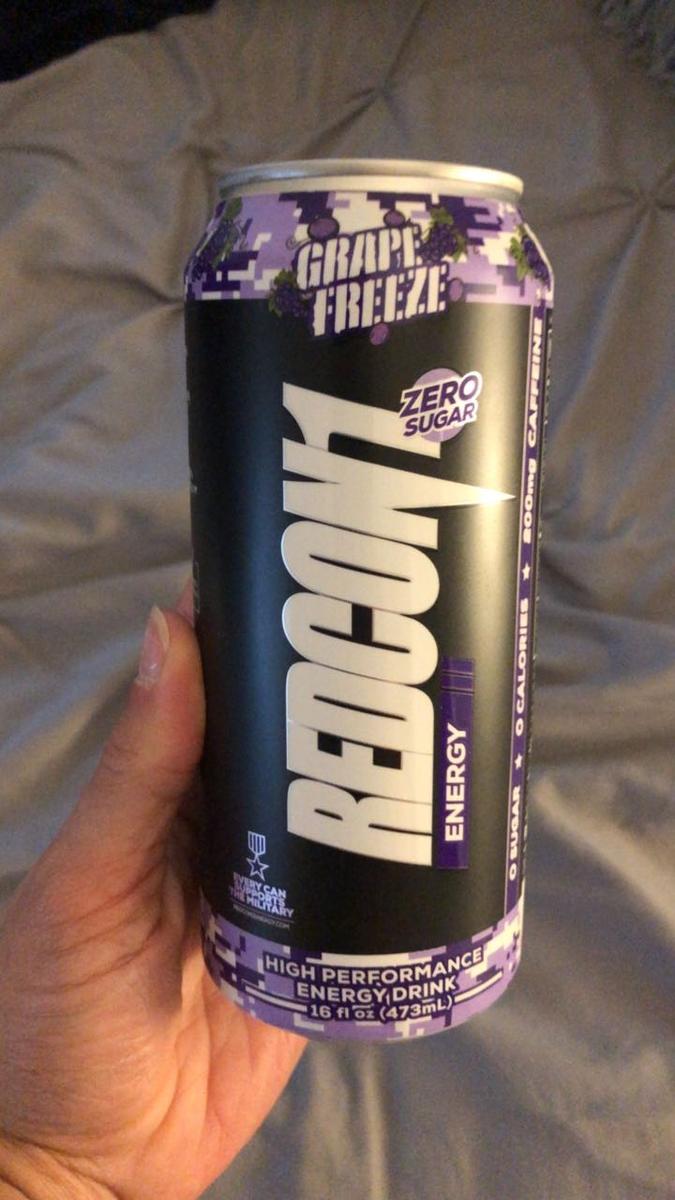 GRAPE
FREEZE
ZERO
SUGAR
REDCON1
ENERGY
0 SUGAR ★ 0 CALORIES ★ 200mg CAFFEINE
EVERY CAN
SUPPORTS
THE MILITARY
HIGH PERFORMANCE
ENERGY DRINK
16 fl oz (473mL)